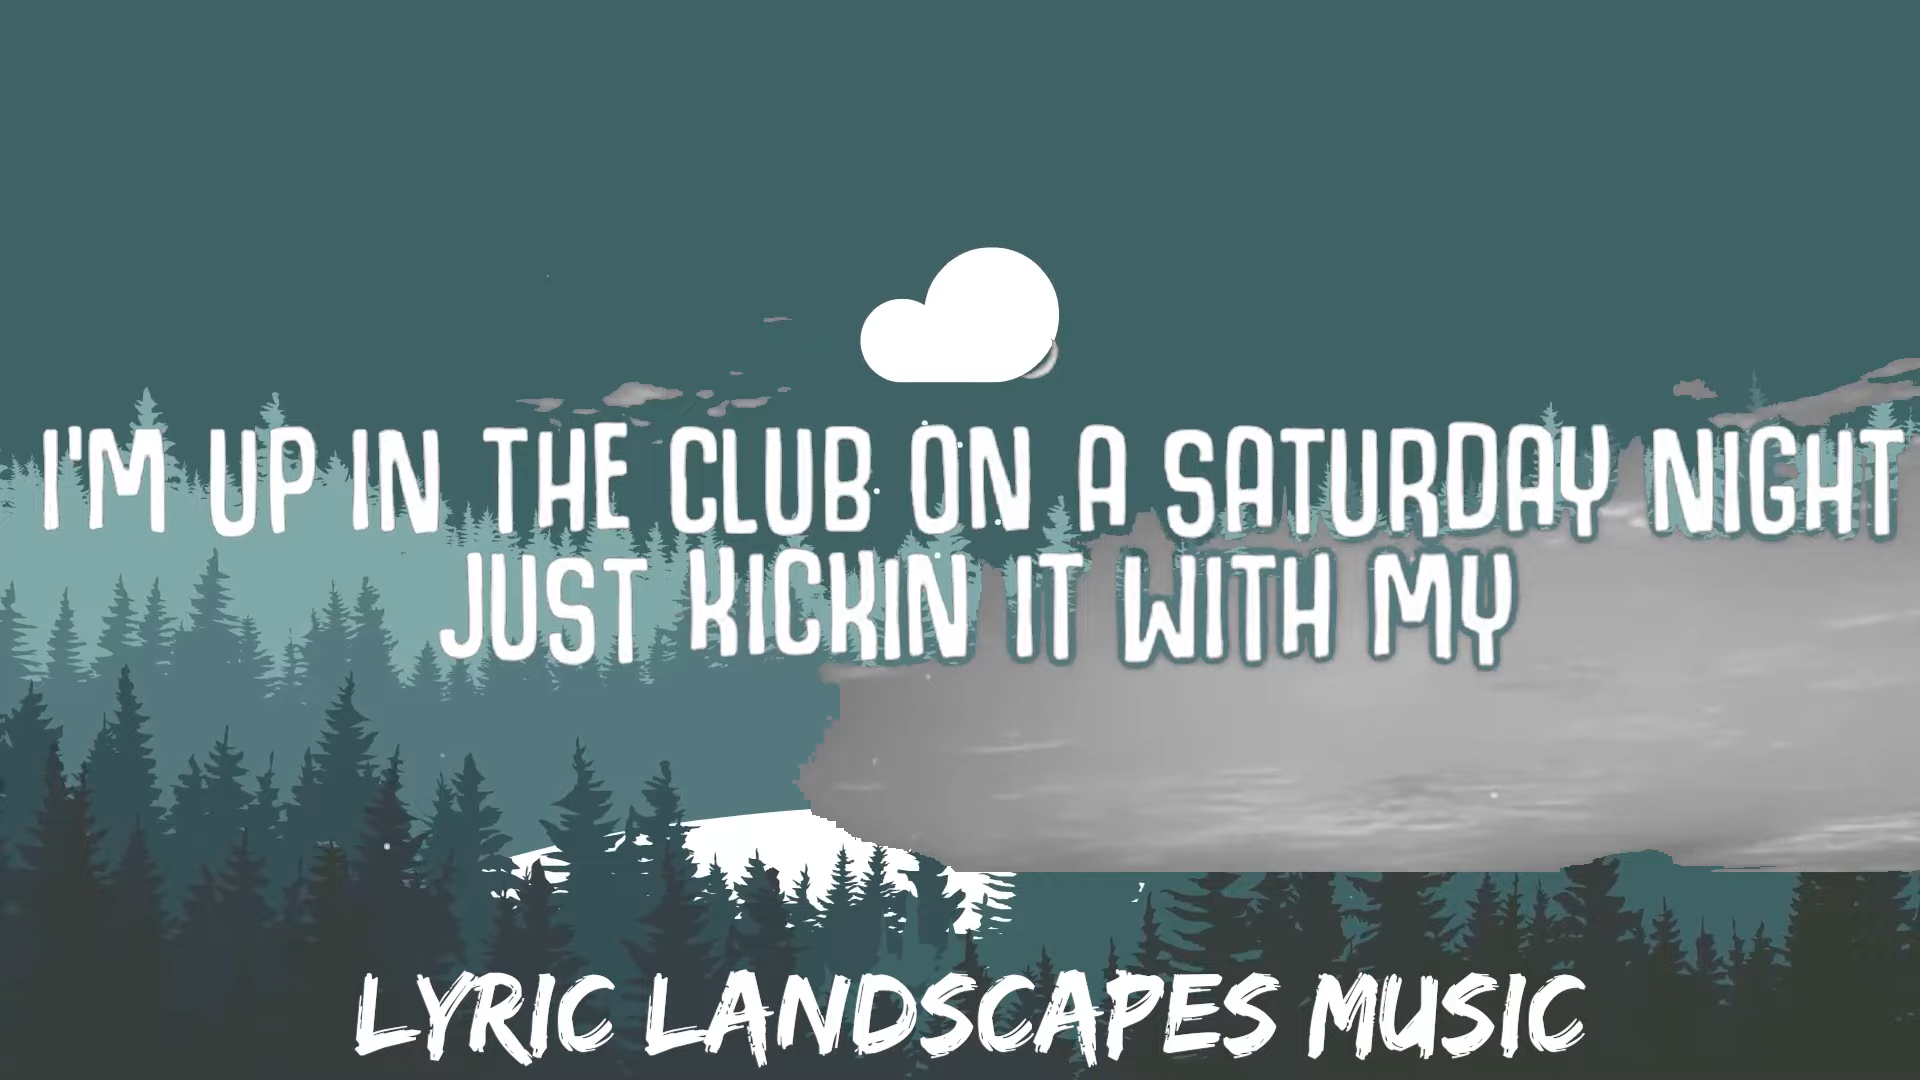 I'M UP IN THE CLUB ON A SATURDAY NIGHT
JUST KICKIN IT WITH MY
LYRIC LANDSCAPES MUSIC